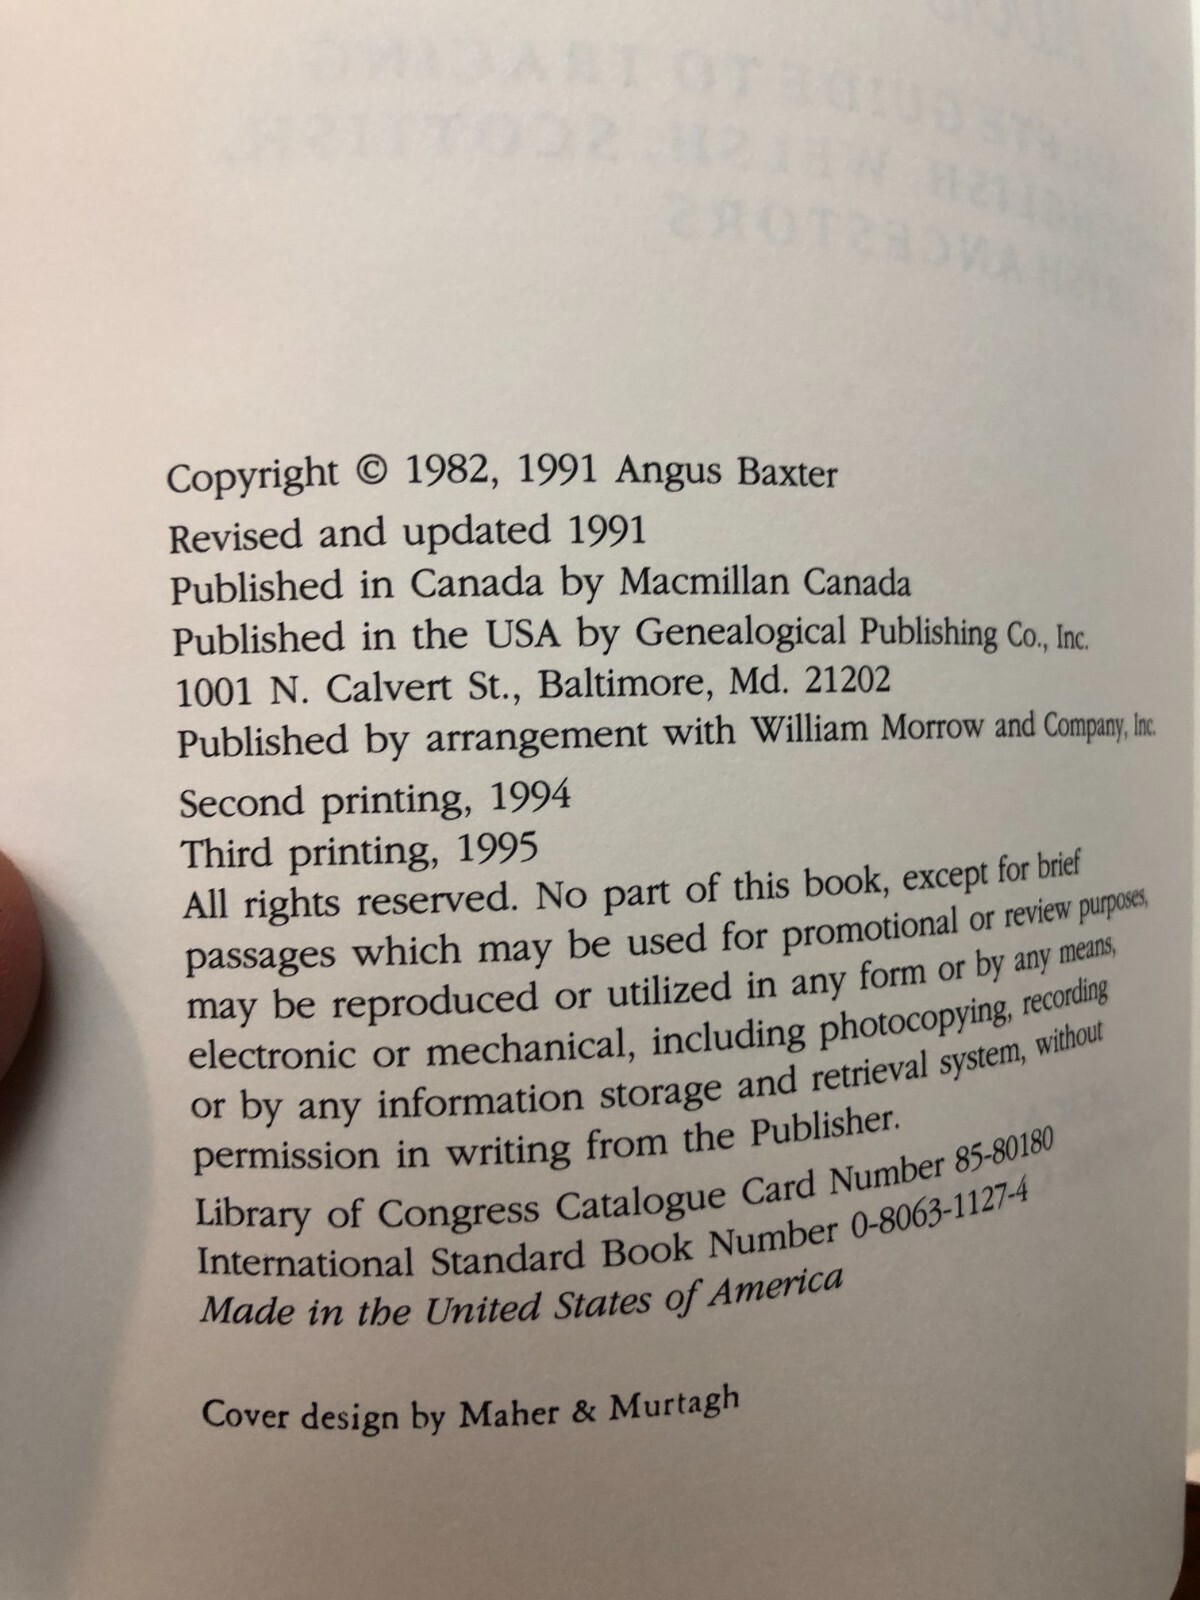 GUIDE TO TRACING
WELSH, SCOTTISH,
ANCESTORS
Copyright © 1982, 1991 Angus Baxter
Revised and updated 1991
Published in Canada by Macmillan Canada
Published in the USA by Genealogical Publishing Co., Inc.
1001 N. Calvert St., Baltimore, Md. 21202
Published by arrangement with William Morrow and Company, Inc.
Second printing, 1994
Third printing, 1995
All rights reserved. No part of this book, except for brief
passages which may be used for promotional or review purposes,
may be reproduced or utilized in any form or by any means,
electronic or mechanical, including photocopying, recording
or by any information storage and retrieval system, without
permission in writing from the Publisher.
Library of Congress Catalogue Card Number 85-80180
International Standard Book Number 0-8063-1127-4
Made in the United States of America
Cover design by Maher & Murtagh